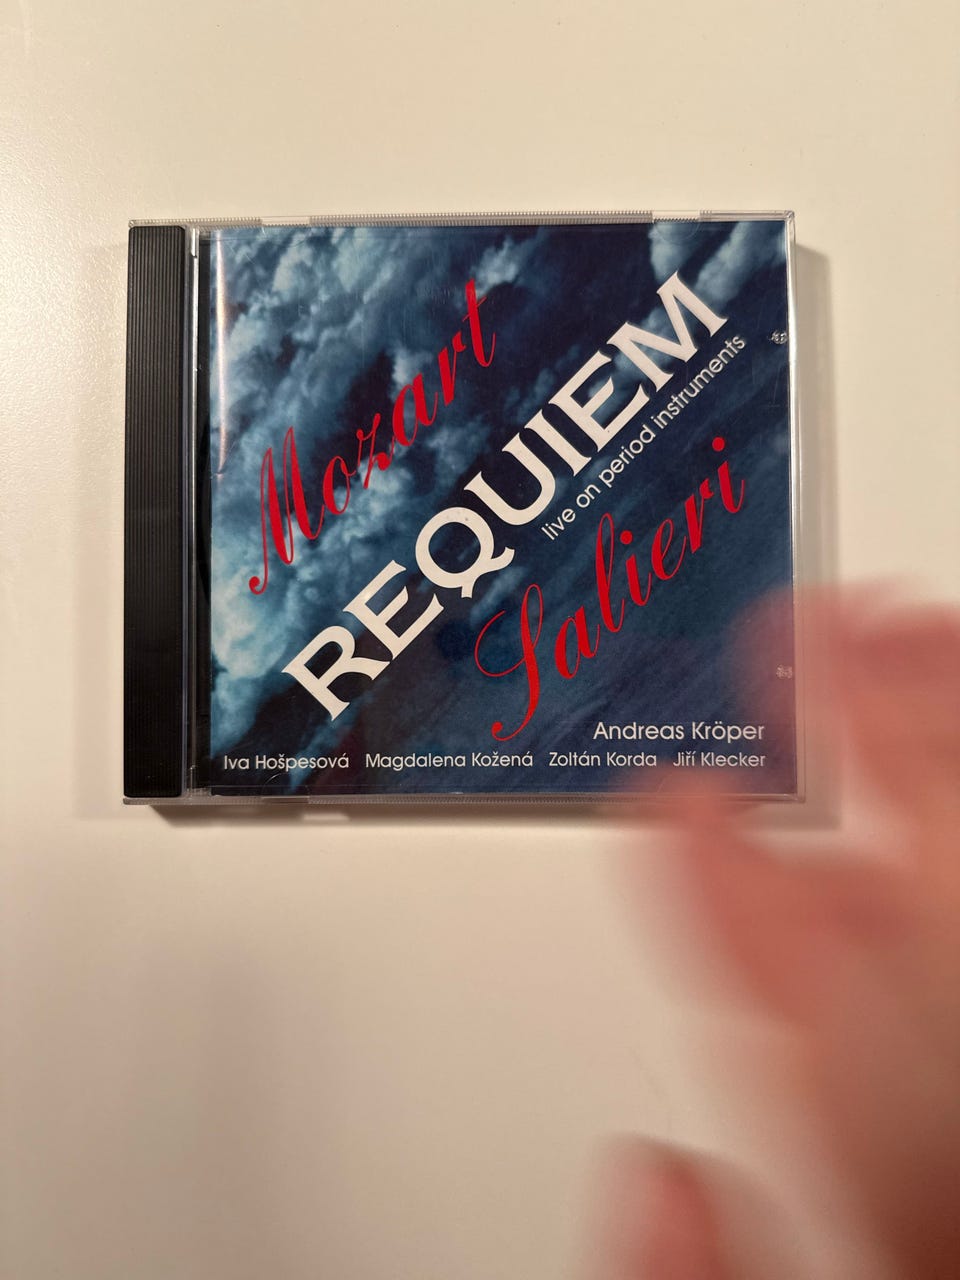 Mozart
REQUIEM
live on period instruments
Salieri
Andreas Kröper
Iva Hošpesová Magdalena Kožená Zoltán Korda Jiří Klecker